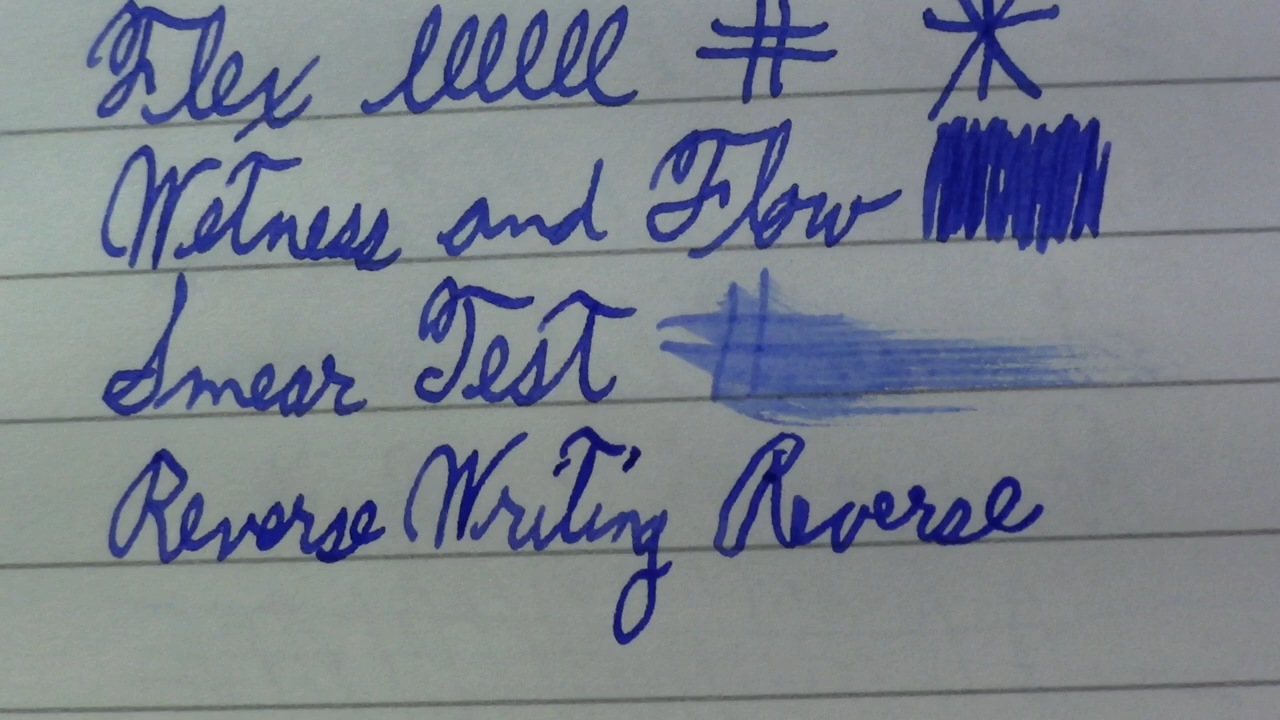 Flex llllll # *
Wetness and Flow
Smear Test
Reverse Writing Reverse